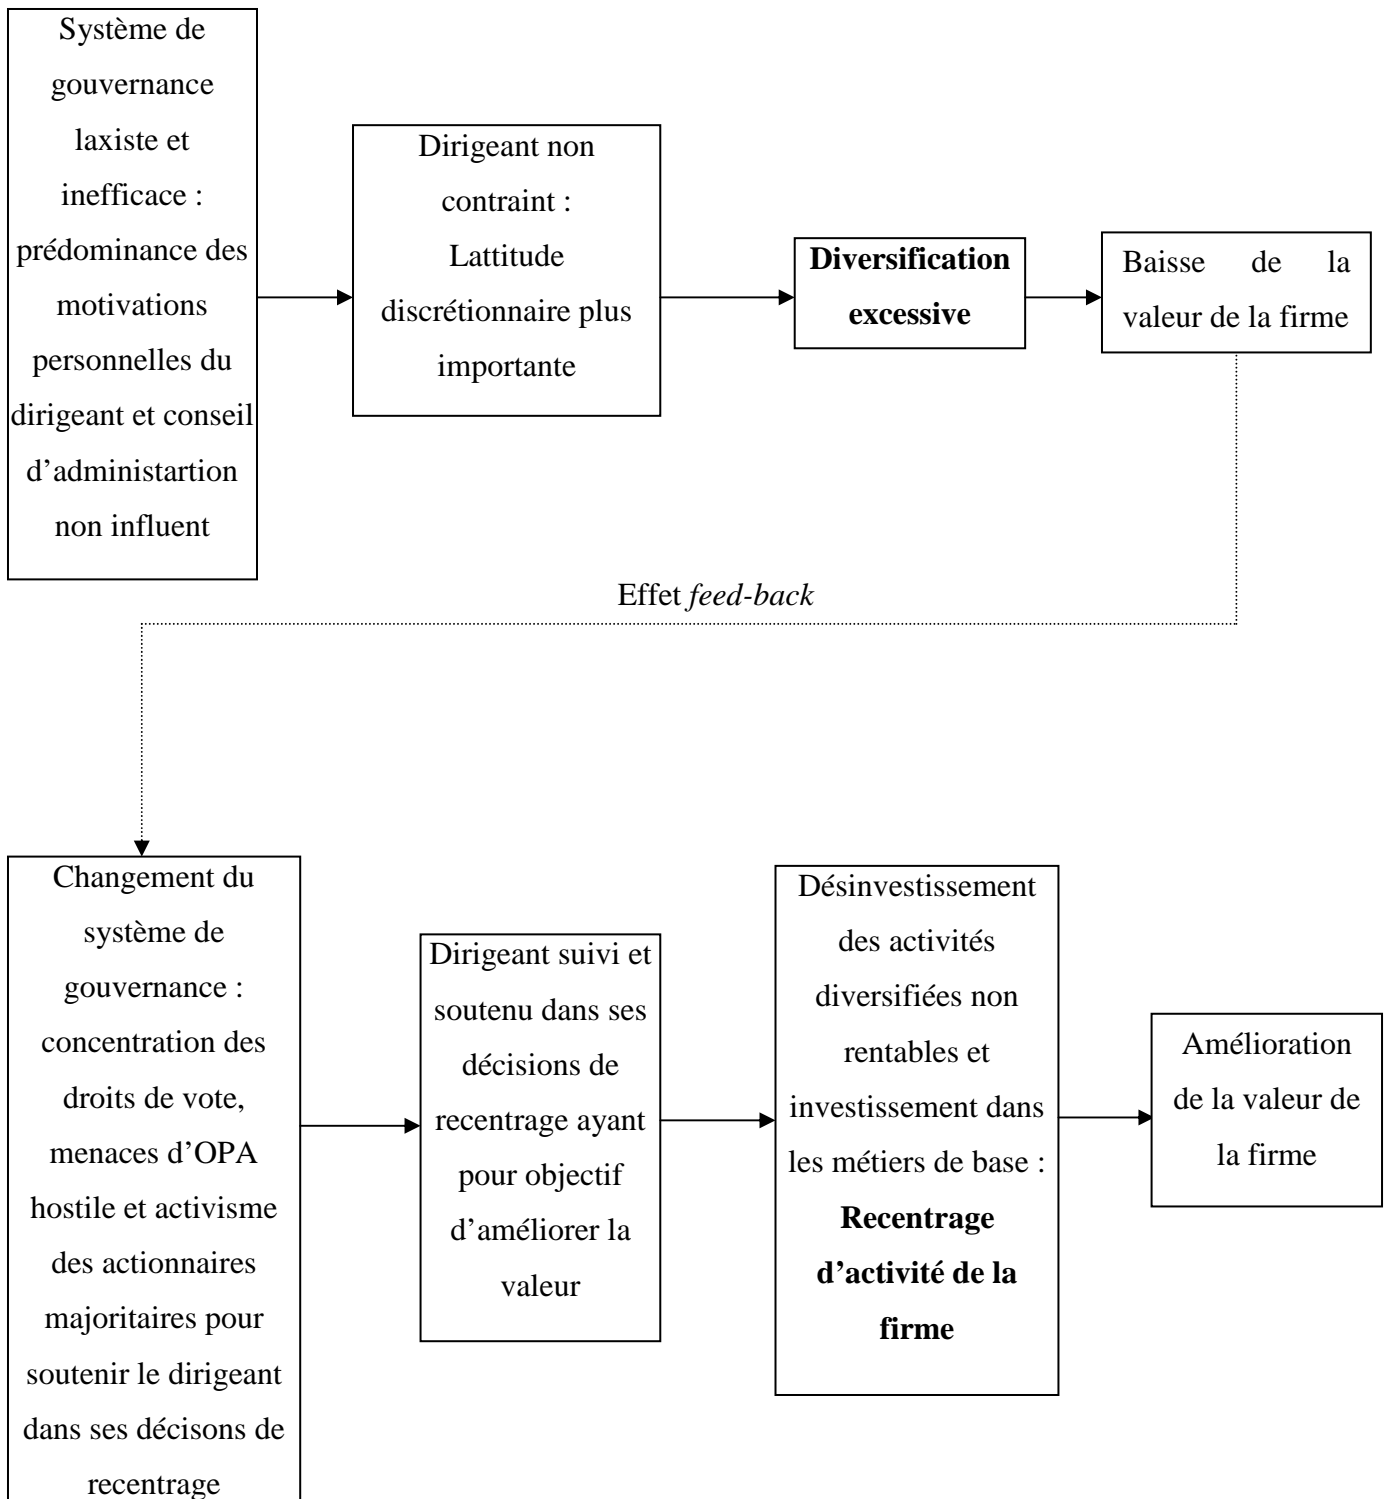 Système de
gouvernance
laxiste et
inefficace :
prédominance des
motivations
personnelles du
dirigeant et conseil
d’administartion
non influent
Dirigeant non
contraint :
Lattitude
discrétionnaire plus
importante
Diversification
excessive
Baisse de la
valeur de la firme
Effet feed-back
Changement du
système de
gouvernance :
concentration des
droits de vote,
menaces d’OPA
hostile et activisme
des actionnaires
majoritaires pour
soutenir le dirigeant
dans ses décisons de
recentrage
Dirigeant suivi et
soutenu dans ses
décisions de
recentrage ayant
pour objectif
d’améliorer la
valeur
Désinvestissement
des activités
diversifiées non
rentables et
investissement dans
les métiers de base :
Recentrage
d’activité de la
firme
Amélioration
de la valeur de
la firme